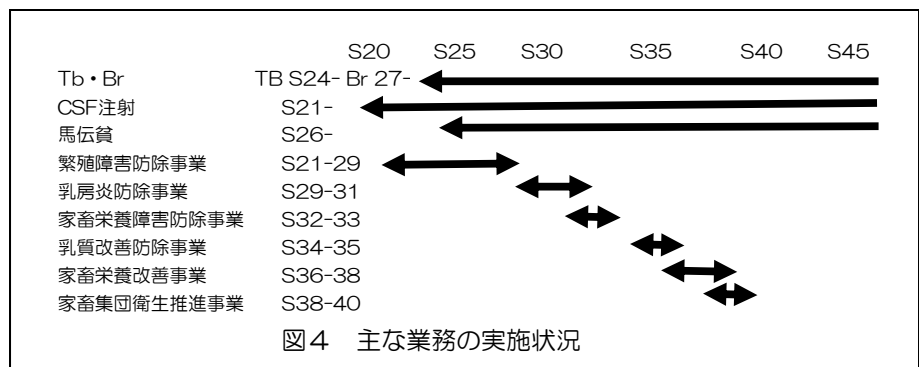 S20 S25 S30 S35 S40 S45
Tb・Br TB S24- Br 27-
CSF注射 S21-
馬伝貧 S26-
繁殖障害防除事業 S21-29
乳房炎防除事業 S29-31
家畜栄養障害防除事業 S32-33
乳質改善防除事業 S34-35
家畜栄養改善事業 S36-38
家畜集団衛生推進事業 S38-40
図4 主な業務の実施状況